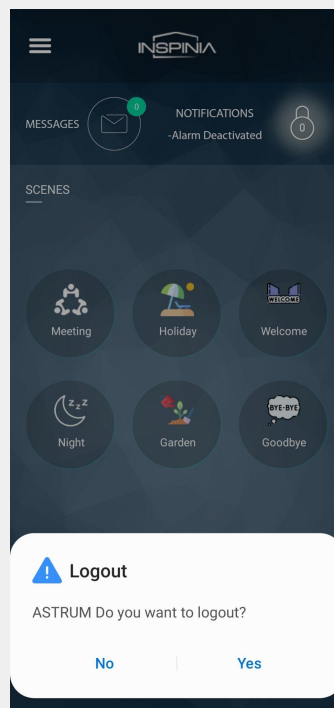 INSPINIA
MESSAGES
0
NOTIFICATIONS
-Alarm Deactivated
0
SCENES
Meeting
Holiday
WELCOME
Welcome
z z Z
Night
Garden
BYE-BYE
Goodbye
Logout
ASTRUM Do you want to logout?
No
Yes